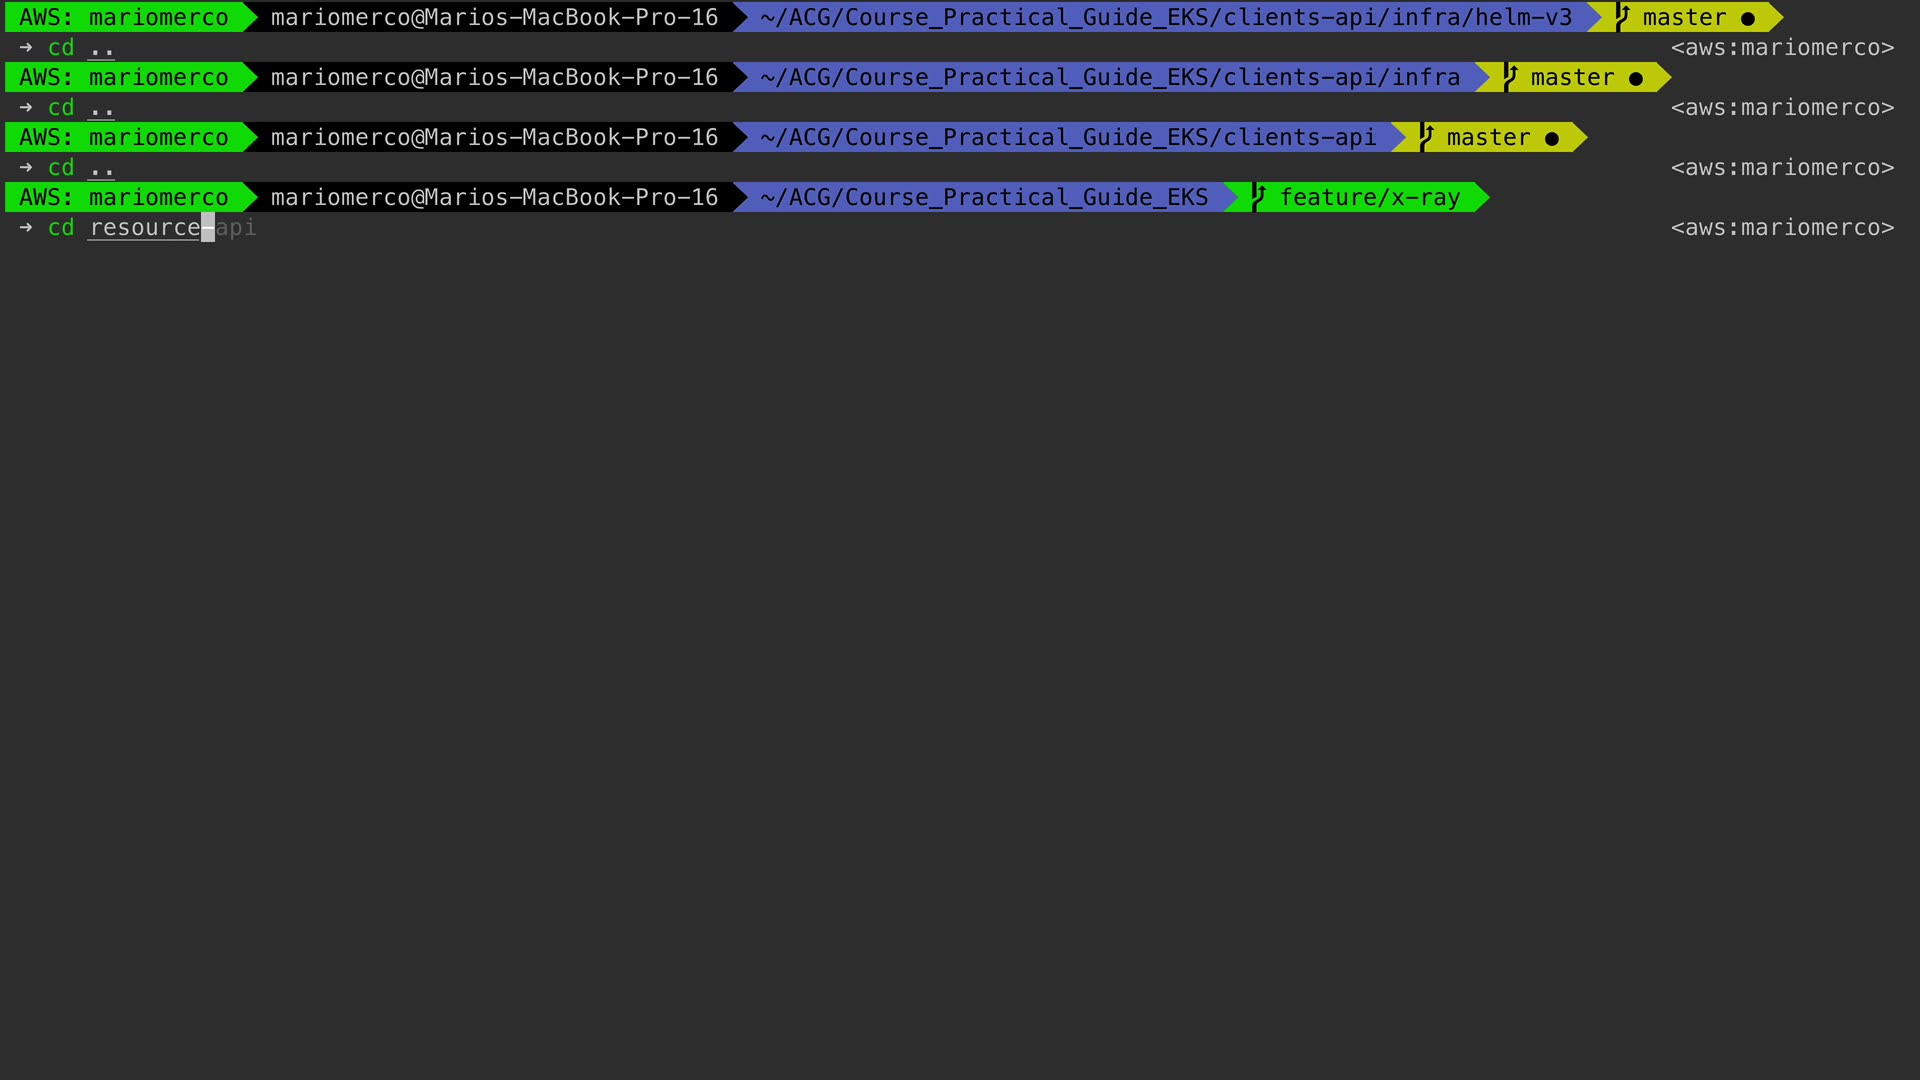 AWS: mariomerco mariomerco@Marios-MacBook-Pro-16 ~/ACG/Course_Practical_Guide_EKS/clients-api/infra/helm-v3 master ●
→ cd .. <aws:mariomerco>
AWS: mariomerco mariomerco@Marios-MacBook-Pro-16 ~/ACG/Course_Practical_Guide_EKS/clients-api/infra master ●
→ cd .. <aws:mariomerco>
AWS: mariomerco mariomerco@Marios-MacBook-Pro-16 ~/ACG/Course_Practical_Guide_EKS/clients-api master ●
→ cd .. <aws:mariomerco>
AWS: mariomerco mariomerco@Marios-MacBook-Pro-16 ~/ACG/Course_Practical_Guide_EKS feature/x-ray
→ cd resource-api <aws:mariomerco>